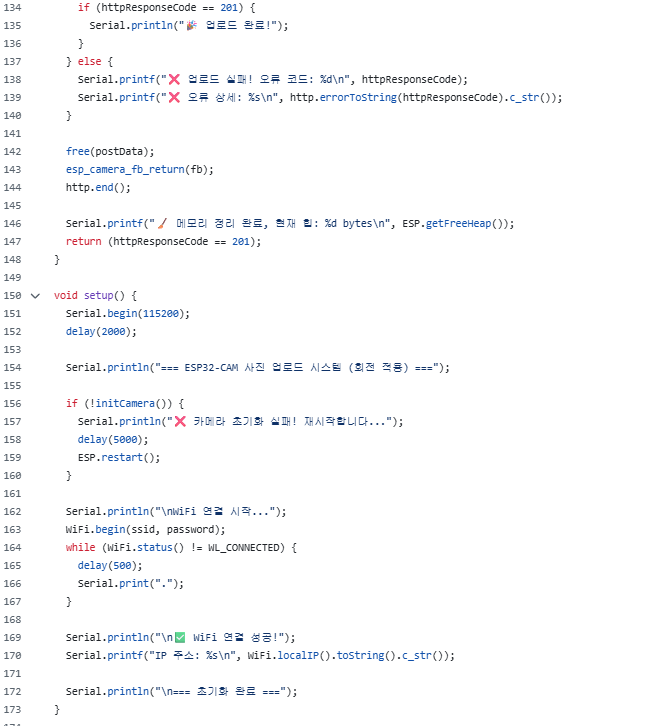 134 if (httpResponseCode == 201) {
135 Serial.println("🎉 업로드 완료!");
136 }
137 } else {
138 Serial.printf("❌ 업로드 실패! 오류 코드: %d\n", httpResponseCode);
139 Serial.printf("❌ 오류 상세: %s\n", http.errorToString(httpResponseCode).c_str());
140 }
141
142 free(postData);
143 esp_camera_fb_return(fb);
144 http.end();
145
146 Serial.printf("🧹 메모리 정리 완료, 현재 힙: %d bytes\n", ESP.getFreeHeap());
147 return (httpResponseCode == 201);
148 }
149
150 void setup() {
151 Serial.begin(115200);
152 delay(2000);
153
154 Serial.println("=== ESP32-CAM 사진 업로드 시스템 (회전 적용) ===");
155
156 if (!initCamera()) {
157 Serial.println("❌ 카메라 초기화 실패! 재시작합니다...");
158 delay(5000);
159 ESP.restart();
160 }
161
162 Serial.println("\nWiFi 연결 시작...");
163 WiFi.begin(ssid, password);
164 while (WiFi.status() != WL_CONNECTED) {
165 delay(500);
166 Serial.print(".");
167 }
168
169 Serial.println("\n✅ WiFi 연결 성공!");
170 Serial.printf("IP 주소: %s\n", WiFi.localIP().toString().c_str());
171
172 Serial.println("\n=== 초기화 완료 ===");
173 }